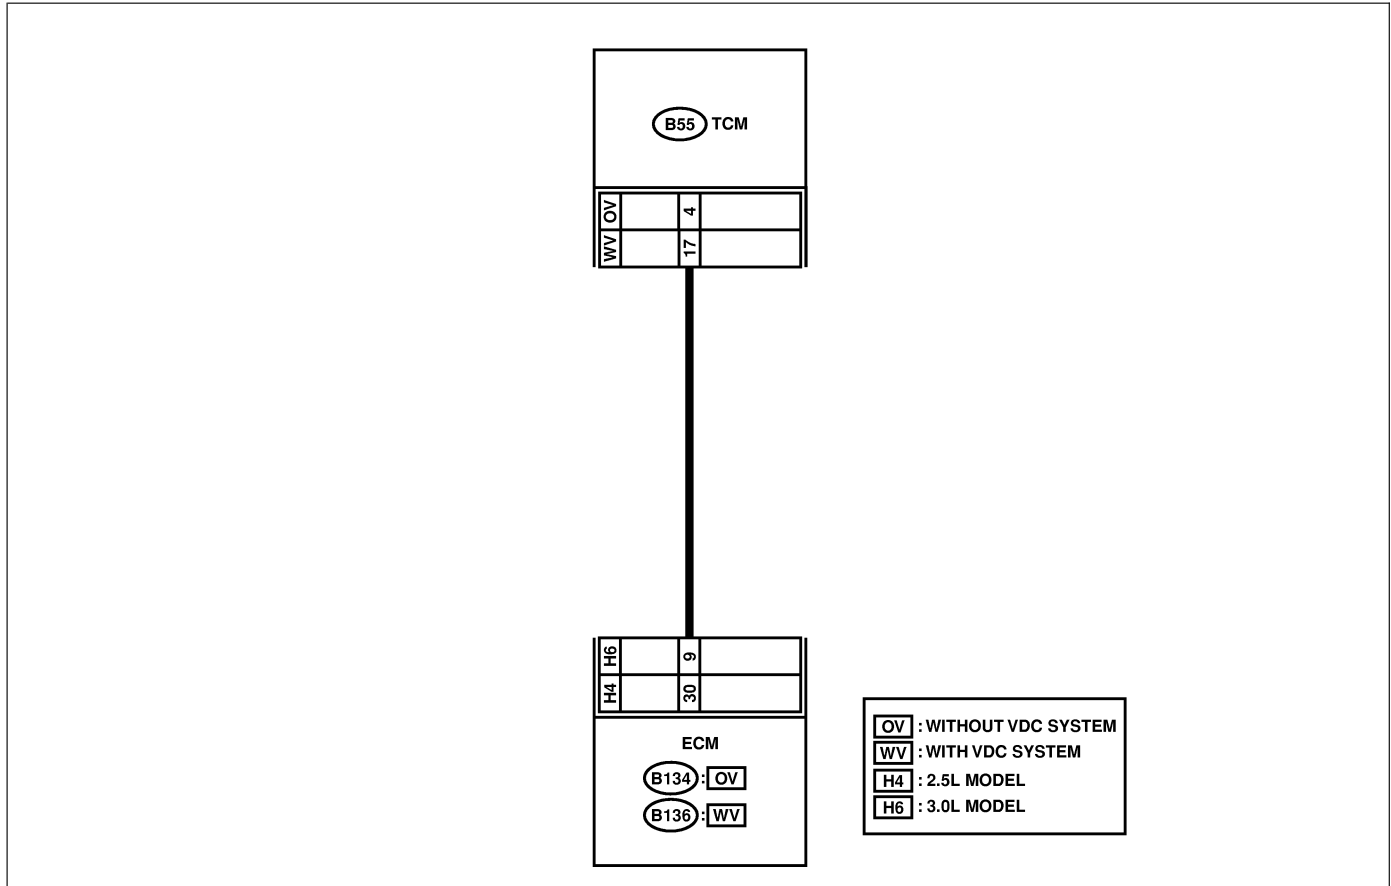 B55 TCM
OV 4
WV 17
H6 9
H4 30
ECM
B134 : OV
B136 : WV
OV : WITHOUT VDC SYSTEM
WV : WITH VDC SYSTEM
H4 : 2.5L MODEL
H6 : 3.0L MODEL